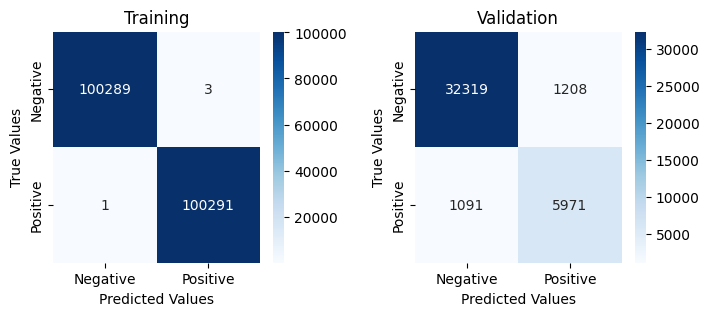 Training
Validation
100289
3
1
100291
Negative
Positive
True Values
Negative
Positive
Predicted Values
100000
80000
60000
40000
20000
32319
1208
1091
5971
Negative
Positive
True Values
Negative
Positive
Predicted Values
30000
25000
20000
15000
10000
5000